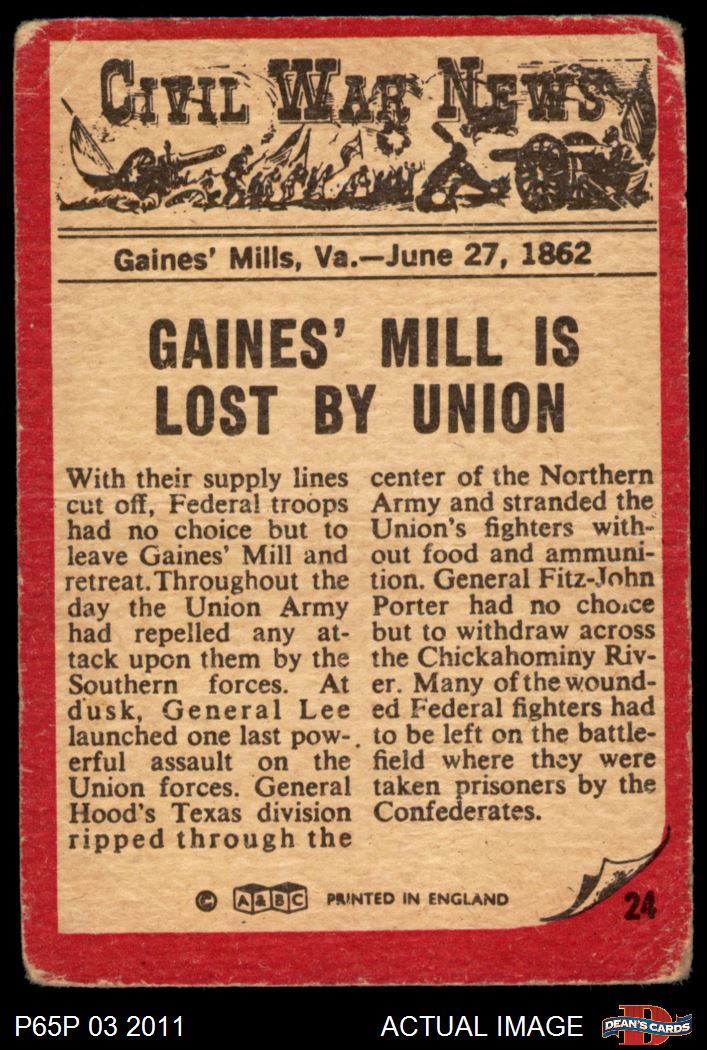 CIVIL WAR NEWS
Gaines' Mills, Va.—June 27, 1862
GAINES' MILL IS
LOST BY UNION
With their supply lines
cut off, Federal troops
had no choice but to
leave Gaines' Mill and
retreat. Throughout the
day the Union Army
had repelled any at-
tack upon them by the
Southern forces. At
dusk, General Lee
launched one last pow-
erful assault on the
Union forces. General
Hood's Texas division
ripped through the
center of the Northern
Army and stranded the
Union's fighters with-
out food and ammuni-
tion. General Fitz-John
Porter had no choice
but to withdraw across
the Chickahominy Riv-
er. Many of the wound-
ed Federal fighters had
to be left on the battle-
field where they were
taken prisoners by the
Confederates.
© A&BC PRINTED IN ENGLAND
24
P65P 03 2011 ACTUAL IMAGE D DEAN'S CARDS